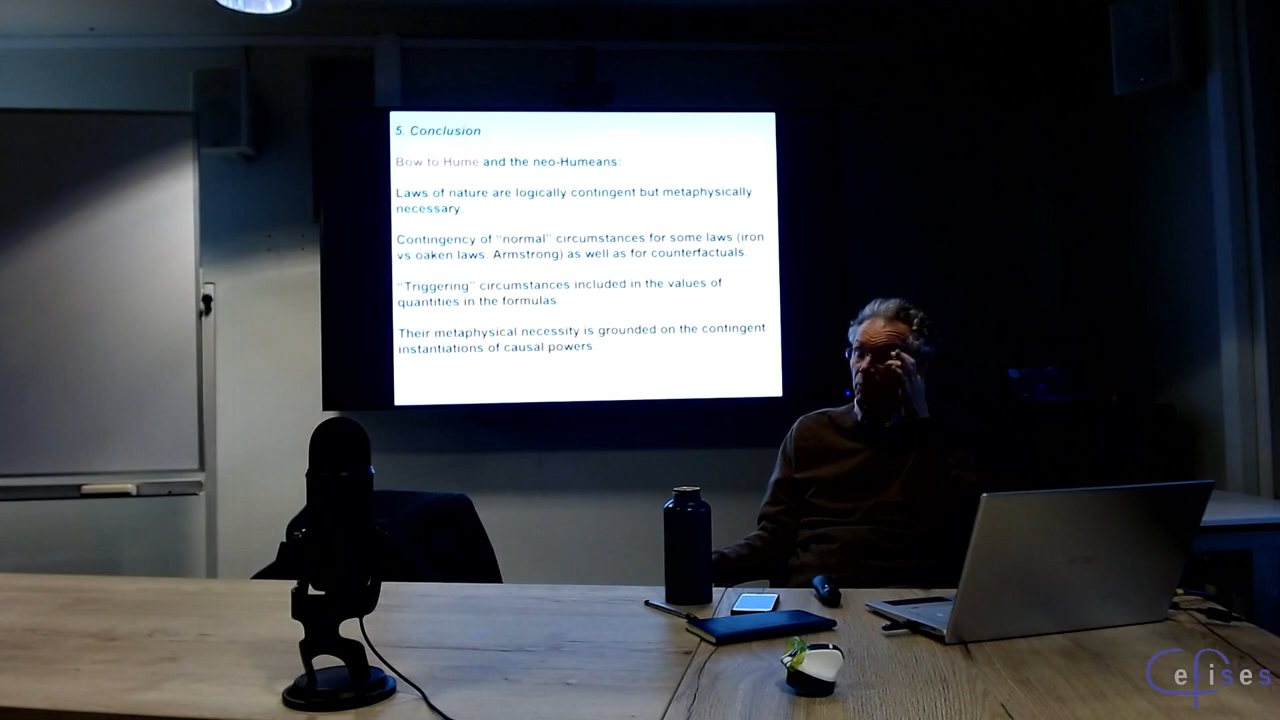 5. Conclusion
Bow to Hume and the neo-Humeans:
Laws of nature are logically contingent but metaphysically
necessary.
Contingency of “normal” circumstances for some laws (iron
vs oaken laws. Armstrong) as well as for counterfactuals.
“Triggering” circumstances included in the values of
quantities in the formulas.
Their metaphysical necessity is grounded on the contingent
instantiations of causal powers
Cefises